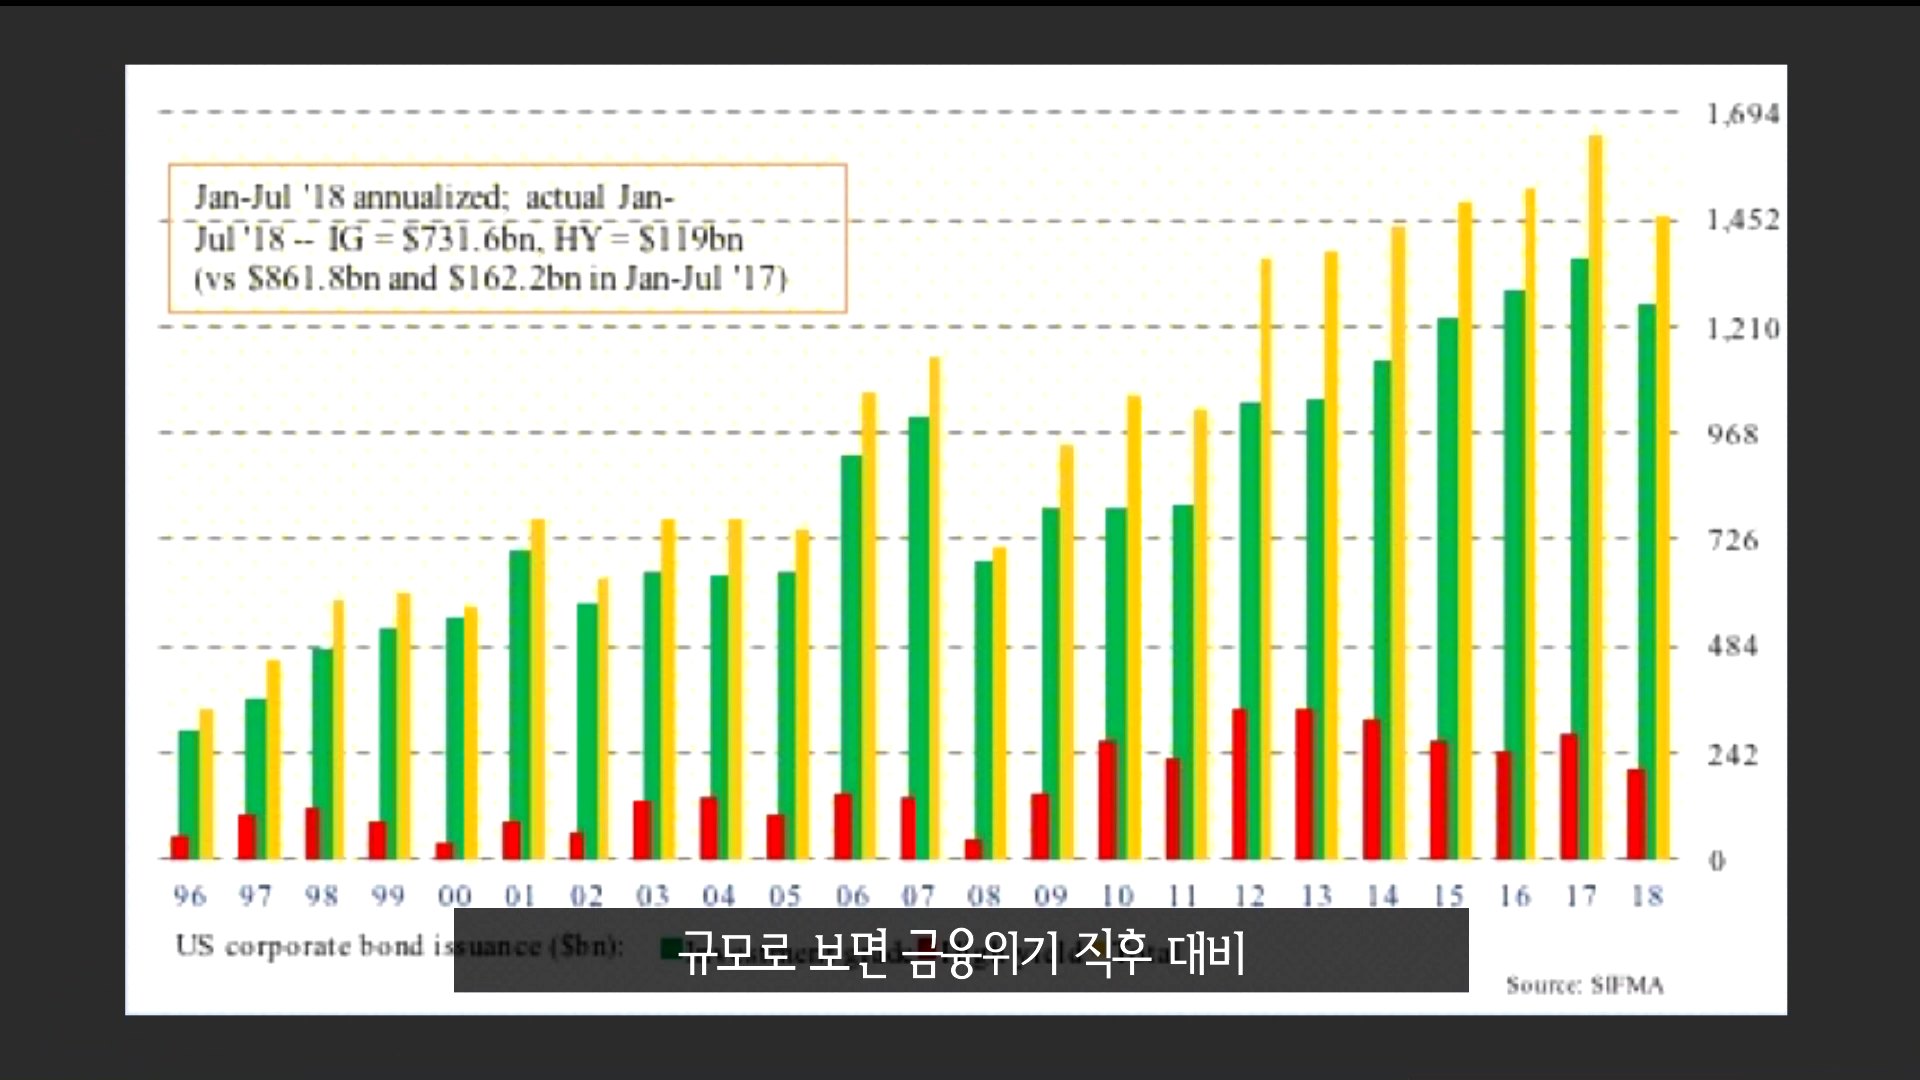 1,694
Jan-Jul '18 annualized; actual Jan-
Jul '18 -- IG = $731.6bn, HY = $119bn
(vs $861.8bn and $162.2bn in Jan-Jul '17)
1,452
1,210
968
726
484
242
0
96 97 98 99 00 01 02 03 04 05 06 07 08 09 10 11 12 13 14 15 16 17 18
US corporate bond issuance ($bn):
규모로 보면 금융위기 직후 대비
Source: SIFMA